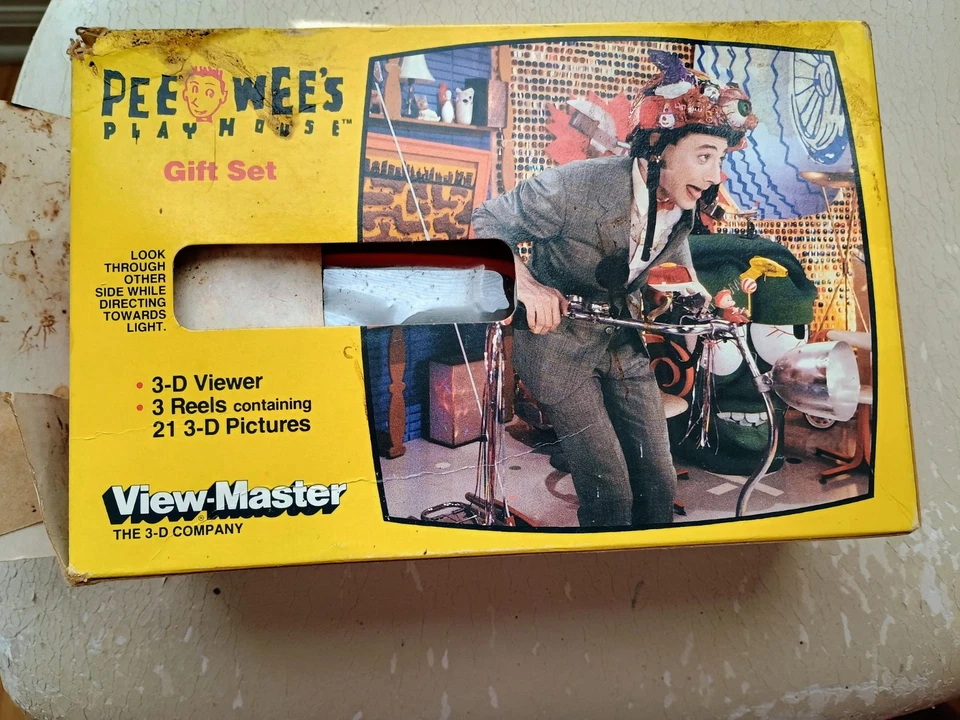 PEE WEE'S
PLAYHOUSE™
Gift Set
LOOK
THROUGH
OTHER
SIDE WHILE
DIRECTING
TOWARDS
LIGHT.
• 3-D Viewer
• 3 Reels containing
21 3-D Pictures
View-Master®
THE 3-D COMPANY